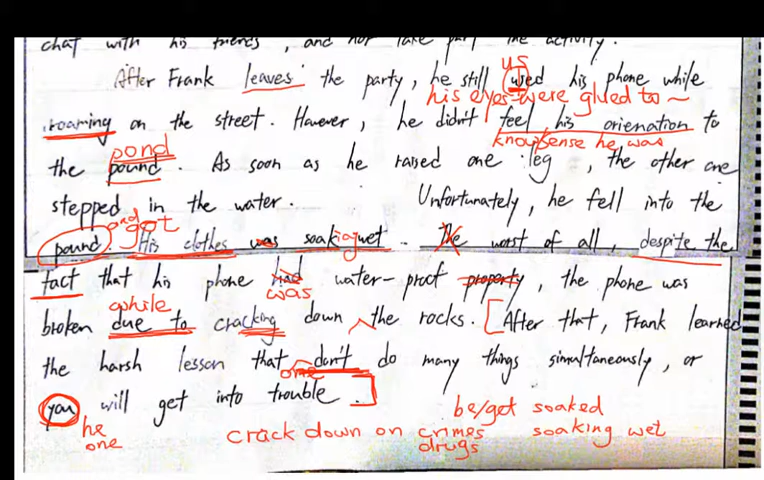 chat with his friends, and not take part the activity.
us
After Frank leaves the party, he still used his phone while
his eyes were glued to ~
roaming on the street. However, he didn't feel his orienation to
pond know/sense he was
the pound. As soon as he raised one leg, the other one
stepped in the water. Unfortunately, he fell into the
and got
pound. His clothes was soakingwet. The worst of all, despite the
fact that his phone had water-proof property, the phone was
while was
broken due to cracking down the rocks. [After that, Frank learned
the harsh lesson that don't do many things simultaneously, or
one
you will get into trouble.]
he be/get soaked
one crack down on crimes soaking wet
drugs